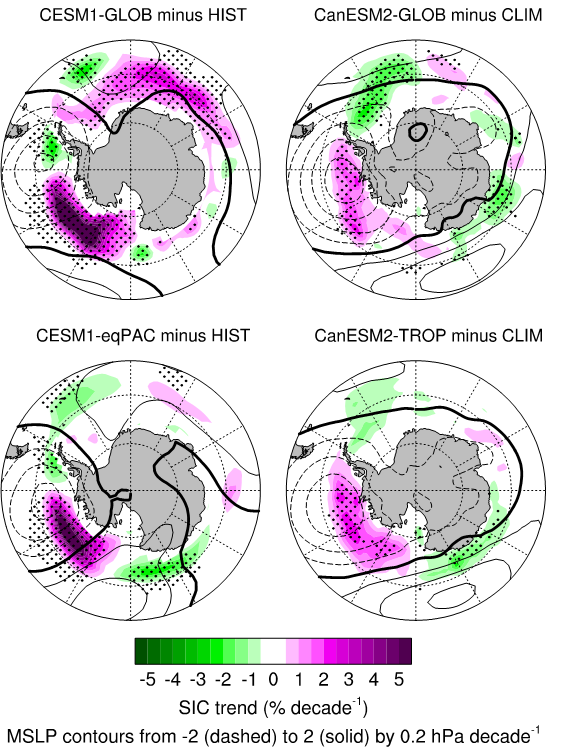 CESM1-GLOB minus HIST
CanESM2-GLOB minus CLIM
CESM1-eqPAC minus HIST
CanESM2-TROP minus CLIM
-5 -4 -3 -2 -1 0 1 2 3 4 5
SIC trend (% decade⁻¹)
MSLP contours from -2 (dashed) to 2 (solid) by 0.2 hPa decade⁻¹